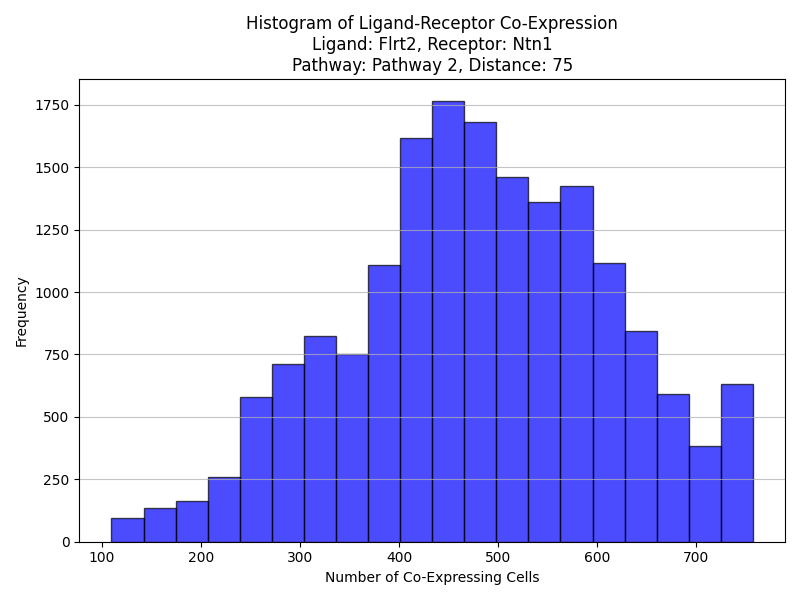 Histogram of Ligand-Receptor Co-Expression
Ligand: Flrt2, Receptor: Ntn1
Pathway: Pathway 2, Distance: 75
1750
1500
1250
1000
750
500
250
0
Frequency
100 200 300 400 500 600 700
Number of Co-Expressing Cells